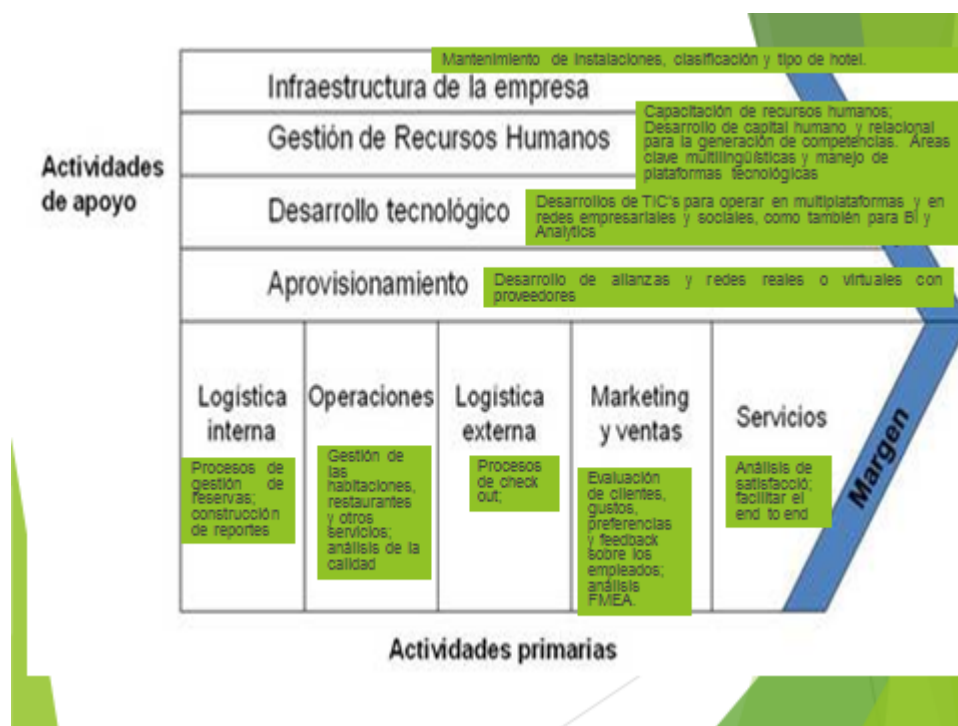 Mantenimiento de instalaciones, clasificación y tipo de hotel.
Infraestructura de la empresa
Capacitación de recursos humanos;
Desarrollo de capital humano y relacional
para la generación de competencias. Áreas
clave multilingüísticas y manejo de
plataformas tecnológicas
Gestión de Recursos Humanos
Actividades
de apoyo
Desarrollo tecnológico
Desarrollos de TIC's para operar en multiplataformas y en
redes empresariales y sociales, como también para BI y
Analytics
Aprovisionamiento
Desarrollo de alianzas y redes reales o virtuales con
proveedores
Logística
interna
Procesos de
gestión de
reservas;
construcción
de reportes
Operaciones
Gestión de
las
habitaciones,
restaurantes
y otros
servicios;
análisis de la
calidad
Logística
externa
Procesos
de check
out;
Marketing
y ventas
Evaluación
de clientes,
gustos,
preferencias
y feedback
sobre los
empleados;
análisis
FMEA.
Servicios
Análisis de
satisfacció;
facilitar el
end to end
Margen
Actividades primarias